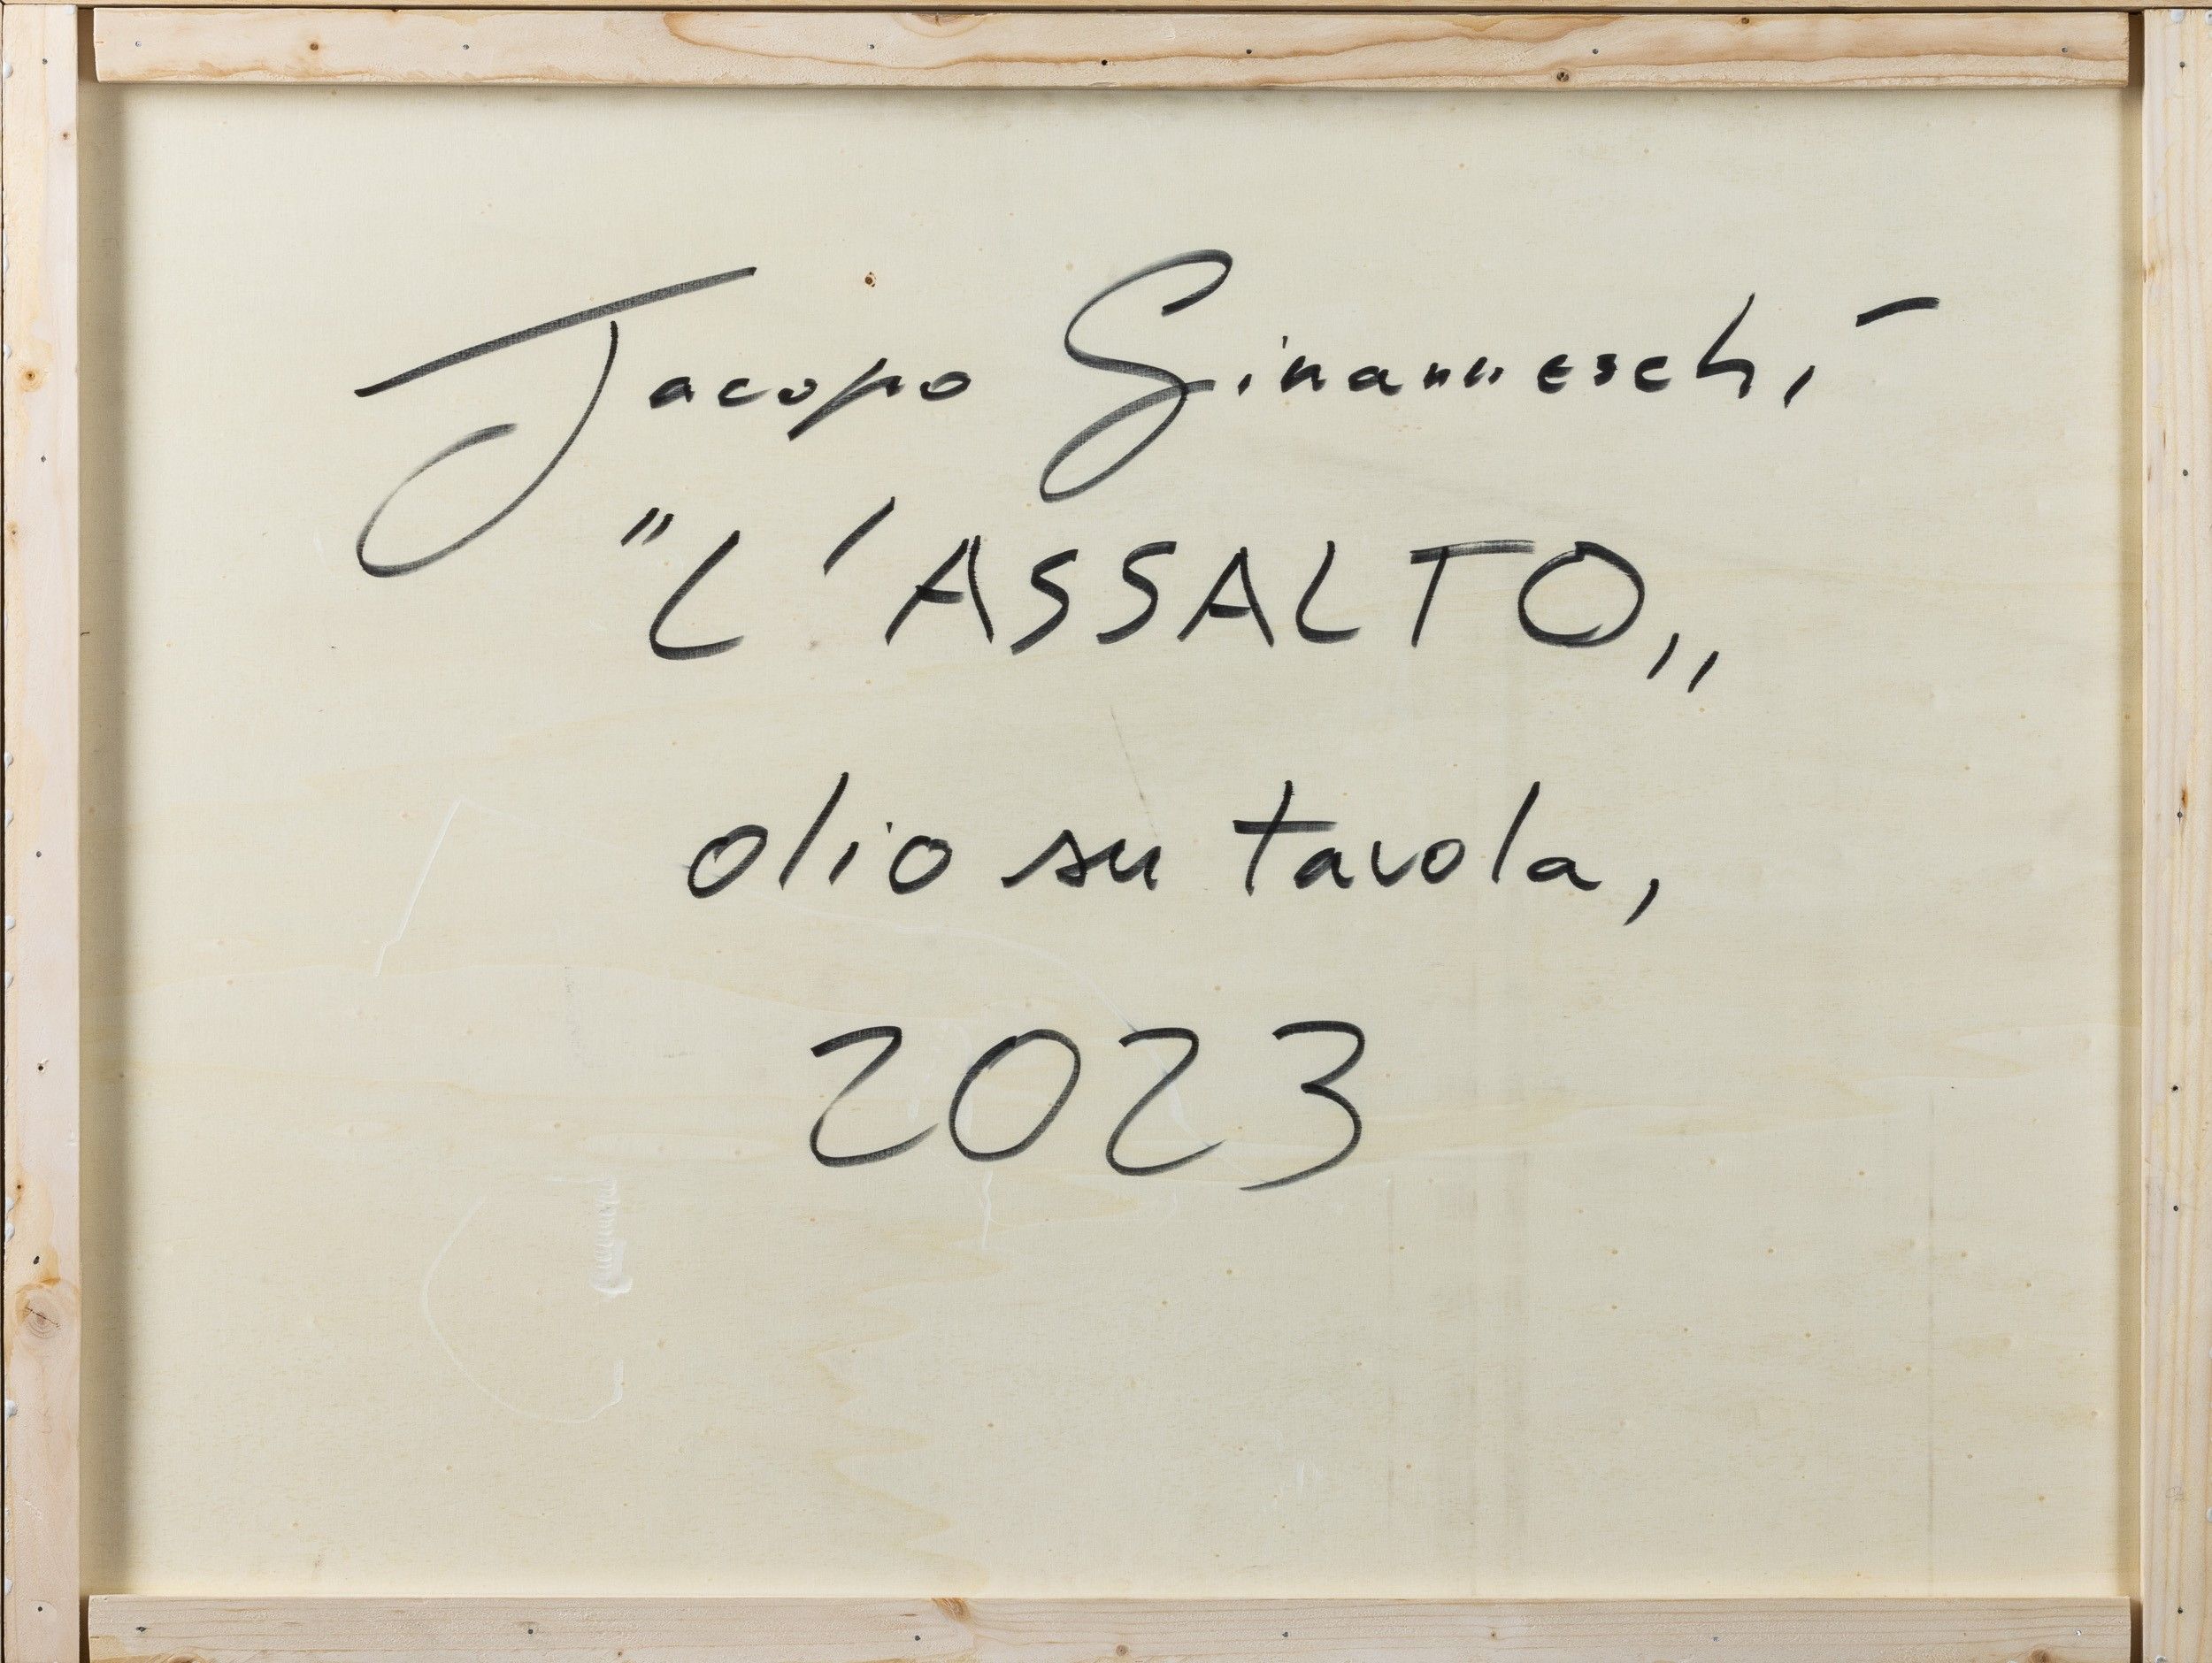 Jacopo Ginanneschi
"L'ASSALTO„
olio su tavola,
2023